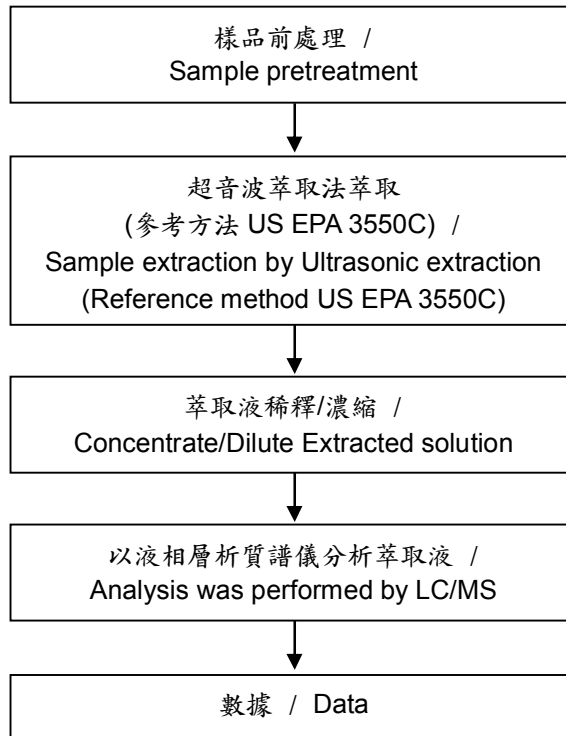 樣品前處理 /
Sample pretreatment
超音波萃取法萃取
(參考方法 US EPA 3550C) /
Sample extraction by Ultrasonic extraction
(Reference method US EPA 3550C)
萃取液稀釋/濃縮 /
Concentrate/Dilute Extracted solution
以液相層析質譜儀分析萃取液 /
Analysis was performed by LC/MS
數據 / Data